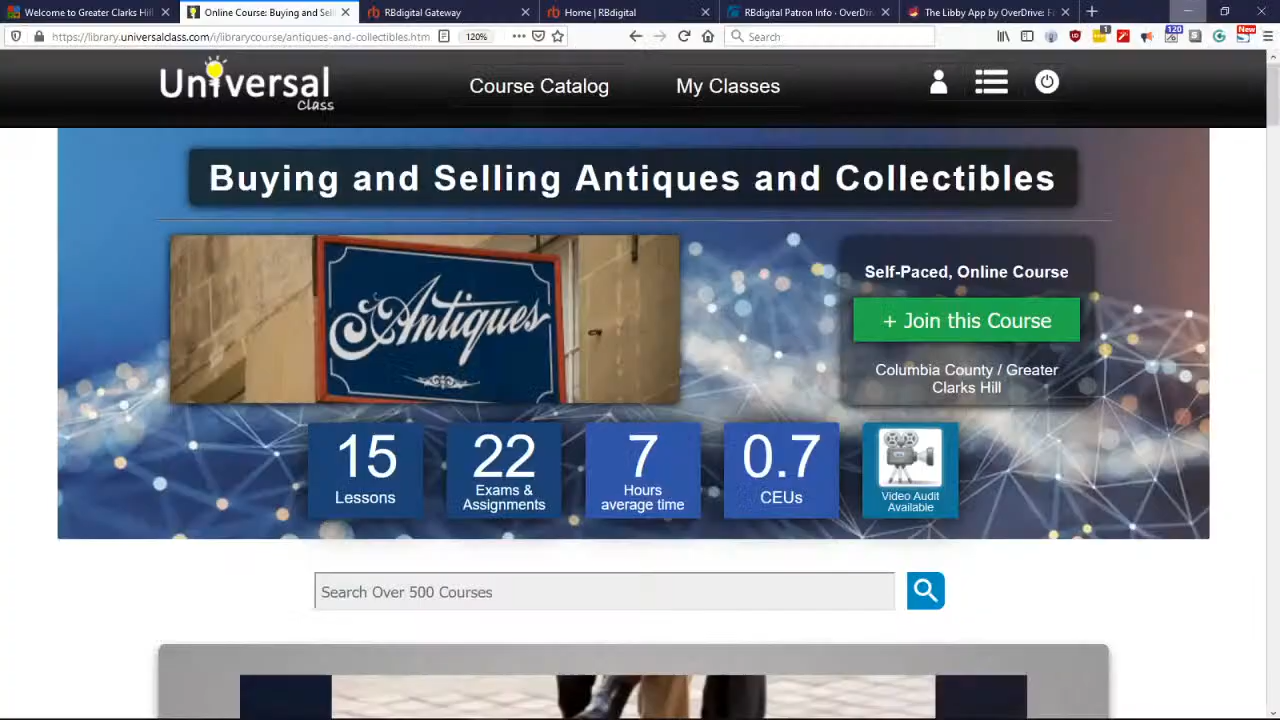 Welcome to Greater Clarks Hill
Online Course: Buying and Sel
RBdigital Gateway
Home | RBdigital
RBdigital Patron Info - OverDriv
The Libby App by OverDrive: F
https://library.universalclass.com/i/librarycourse/antiques-and-collectibles.htm
120%
Search
120
New
Universal
Class
Course Catalog
My Classes
Buying and Selling Antiques and Collectibles
Antiques
Self-Paced, Online Course
+ Join this Course
Columbia County / Greater
Clarks Hill
15
Lessons
22
Exams &
Assignments
7
Hours
average time
0.7
CEUs
Video Audit
Available
Search Over 500 Courses